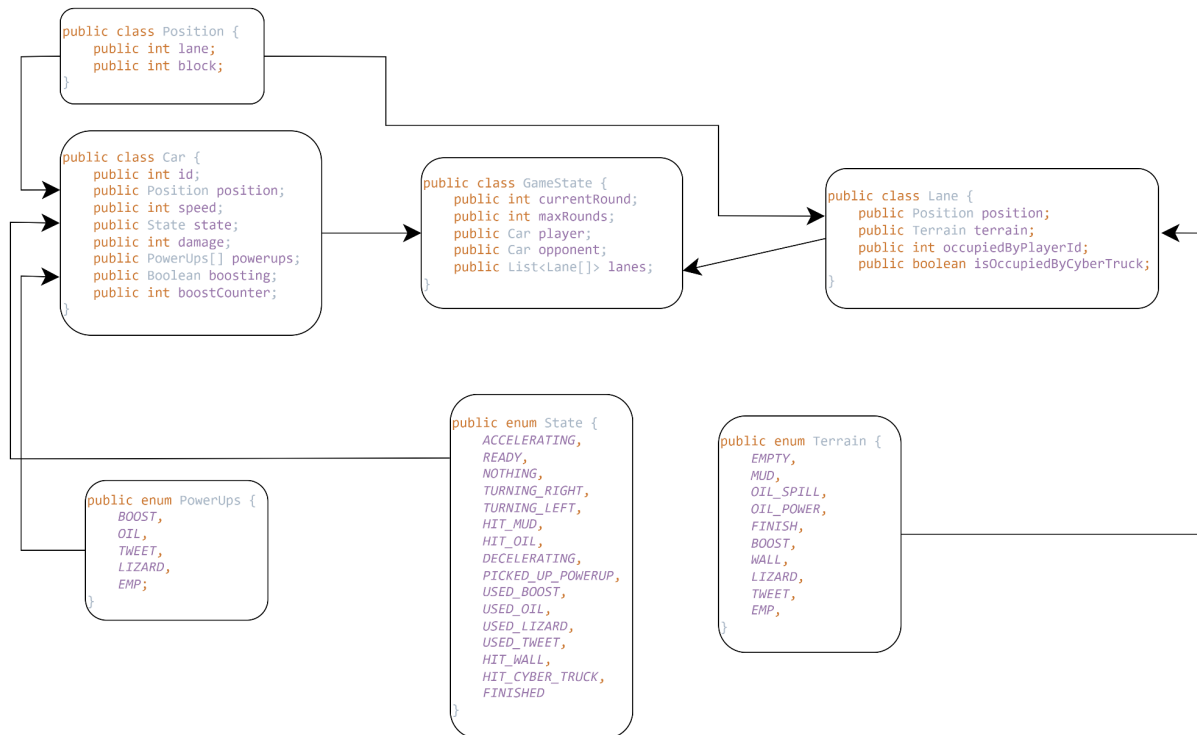 public class Position {
    public int lane;
    public int block;
}
public class Car {
    public int id;
    public Position position;
    public int speed;
    public State state;
    public int damage;
    public PowerUps[] powerups;
    public Boolean boosting;
    public int boostCounter;
}
public class GameState {
    public int currentRound;
    public int maxRounds;
    public Car player;
    public Car opponent;
    public List<Lane[]> lanes;
}
public class Lane {
    public Position position;
    public Terrain terrain;
    public int occupiedByPlayerId;
    public boolean isOccupiedByCyberTruck;
}
public enum PowerUps {
    BOOST,
    OIL,
    TWEET,
    LIZARD,
    EMP;
}
public enum State {
    ACCELERATING,
    READY,
    NOTHING,
    TURNING_RIGHT,
    TURNING_LEFT,
    HIT_MUD,
    HIT_OIL,
    DECELERATING,
    PICKED_UP_POWERUP,
    USED_BOOST,
    USED_OIL,
    USED_LIZARD,
    USED_TWEET,
    HIT_WALL,
    HIT_CYBER_TRUCK,
    FINISHED
}
public enum Terrain {
    EMPTY,
    MUD,
    OIL_SPILL,
    OIL_POWER,
    FINISH,
    BOOST,
    WALL,
    LIZARD,
    TWEET,
    EMP,
}